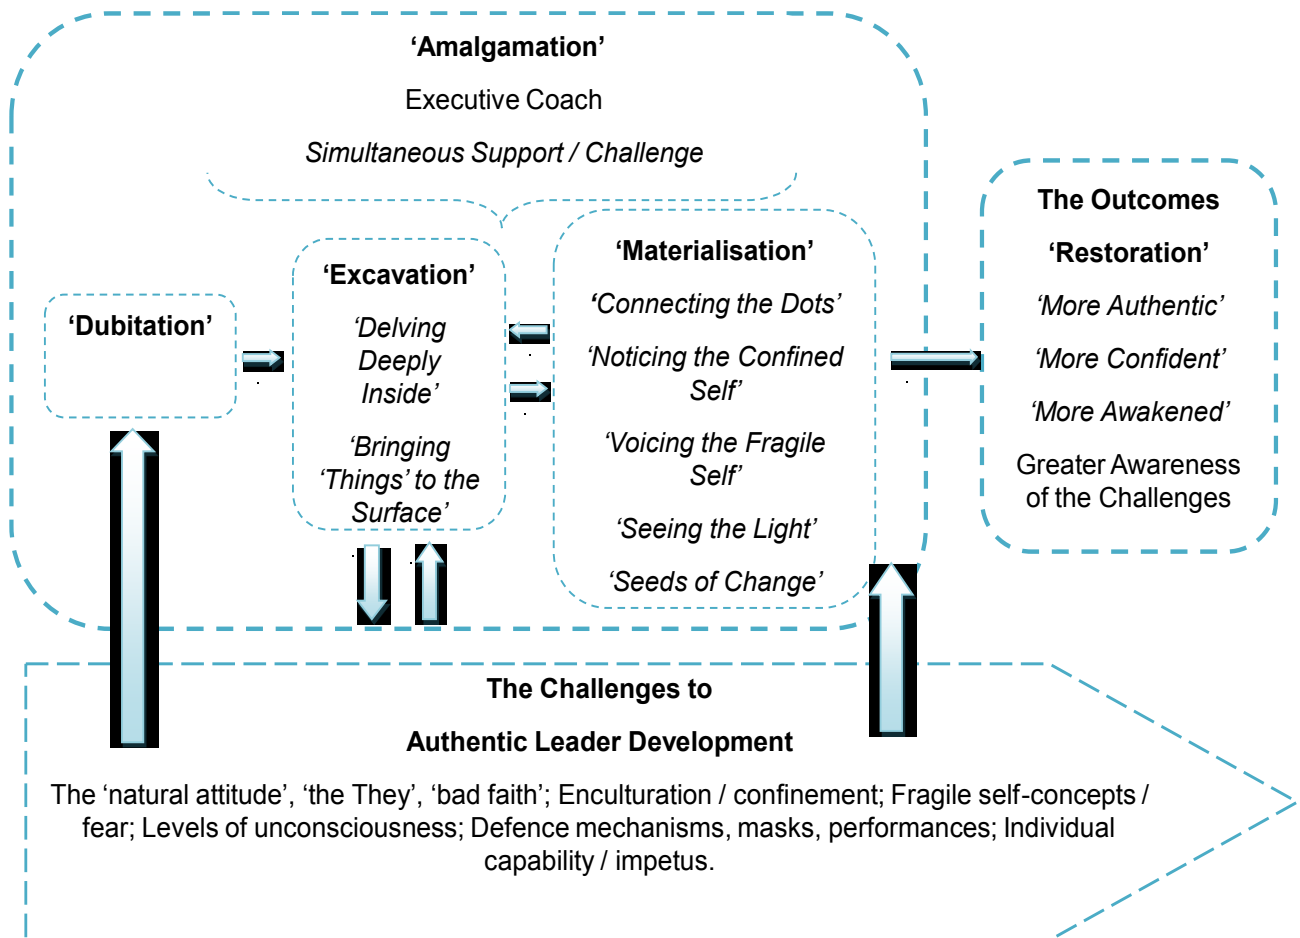 ‘Amalgamation’
Executive Coach
Simultaneous Support / Challenge
‘Dubitation’
‘Excavation’
‘Delving
Deeply
Inside’
‘Bringing
‘Things’ to the
Surface’
‘Materialisation’
‘Connecting the Dots’
‘Noticing the Confined
Self’
‘Voicing the Fragile
Self’
‘Seeing the Light’
‘Seeds of Change’
The Outcomes
‘Restoration’
‘More Authentic’
‘More Confident’
‘More Awakened’
Greater Awareness
of the Challenges
The Challenges to
Authentic Leader Development
The ‘natural attitude’, ‘the They’, ‘bad faith’; Enculturation / confinement; Fragile self-concepts /
fear; Levels of unconsciousness; Defence mechanisms, masks, performances; Individual
capability / impetus.